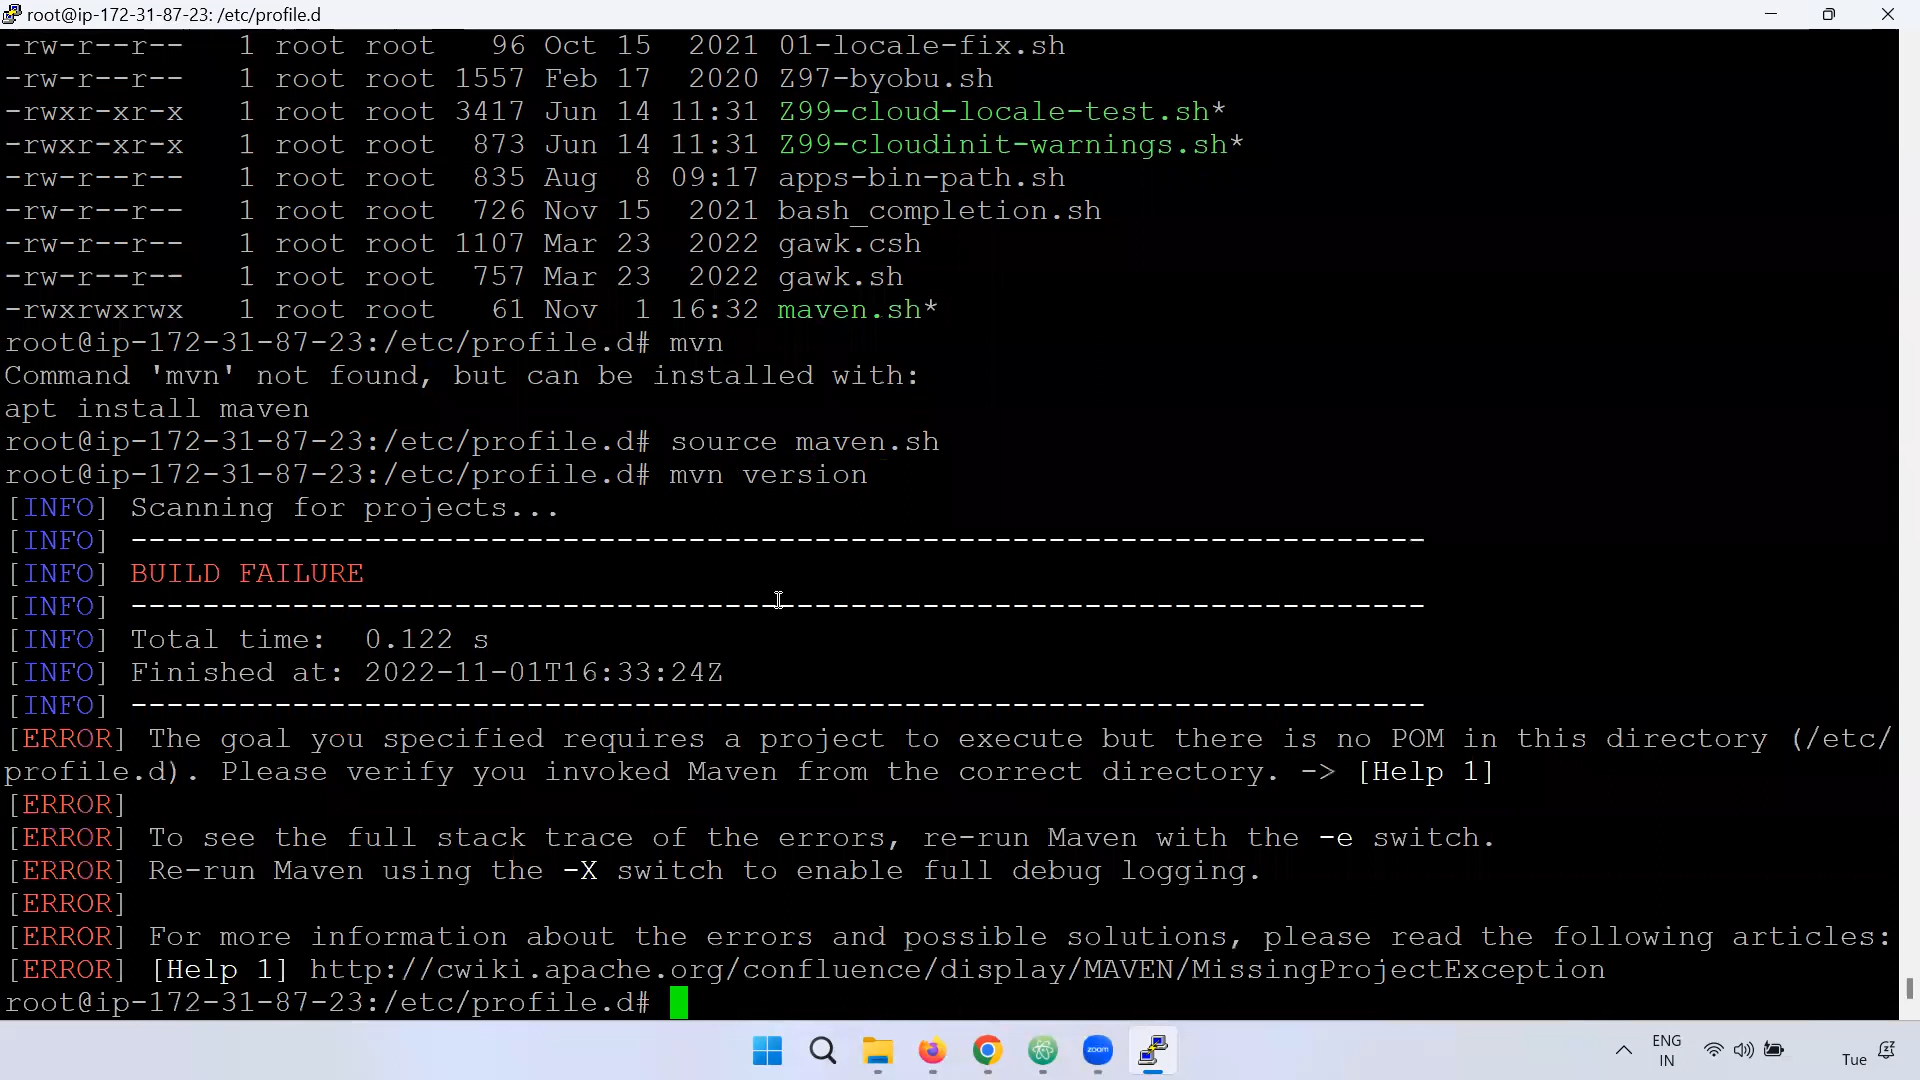 root@ip-172-31-87-23: /etc/profile.d
-rw-r--r--   1 root root   96 Oct 15  2021 01-locale-fix.sh
-rw-r--r--   1 root root 1557 Feb 17  2020 Z97-byobu.sh
-rwxr-xr-x   1 root root 3417 Jun 14 11:31 Z99-cloud-locale-test.sh*
-rwxr-xr-x   1 root root  873 Jun 14 11:31 Z99-cloudinit-warnings.sh*
-rw-r--r--   1 root root  835 Aug  8 09:17 apps-bin-path.sh
-rw-r--r--   1 root root  726 Nov 15  2021 bash_completion.sh
-rw-r--r--   1 root root 1107 Mar 23  2022 gawk.csh
-rw-r--r--   1 root root  757 Mar 23  2022 gawk.sh
-rwxrwxrwx   1 root root   61 Nov  1 16:32 maven.sh*
root@ip-172-31-87-23:/etc/profile.d# mvn
Command 'mvn' not found, but can be installed with:
apt install maven
root@ip-172-31-87-23:/etc/profile.d# source maven.sh
root@ip-172-31-87-23:/etc/profile.d# mvn version
[INFO] Scanning for projects...
[INFO] ------------------------------------------------------------------------
[INFO] BUILD FAILURE
[INFO] ------------------------------------------------------------------------
[INFO] Total time:  0.122 s
[INFO] Finished at: 2022-11-01T16:33:24Z
[INFO] ------------------------------------------------------------------------
[ERROR] The goal you specified requires a project to execute but there is no POM in this directory (/etc/
profile.d). Please verify you invoked Maven from the correct directory. -> [Help 1]
[ERROR]
[ERROR] To see the full stack trace of the errors, re-run Maven with the -e switch.
[ERROR] Re-run Maven using the -X switch to enable full debug logging.
[ERROR]
[ERROR] For more information about the errors and possible solutions, please read the following articles:
[ERROR] [Help 1] http://cwiki.apache.org/confluence/display/MAVEN/MissingProjectException
root@ip-172-31-87-23:/etc/profile.d#
zoom
ENG
IN
Tue